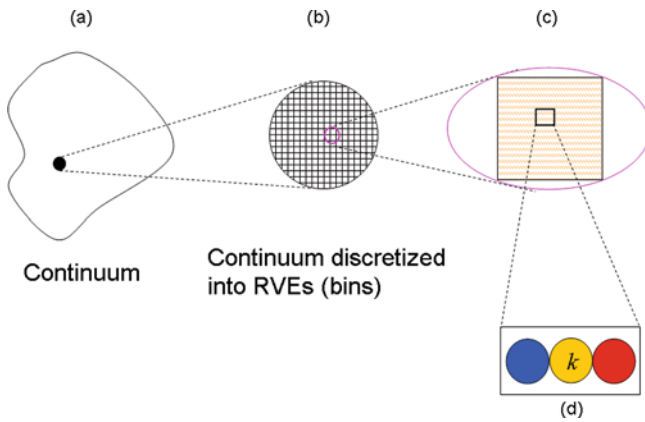 (a)
(b)
(c)
Continuum
Continuum discretized
into RVEs (bins)
k
(d)